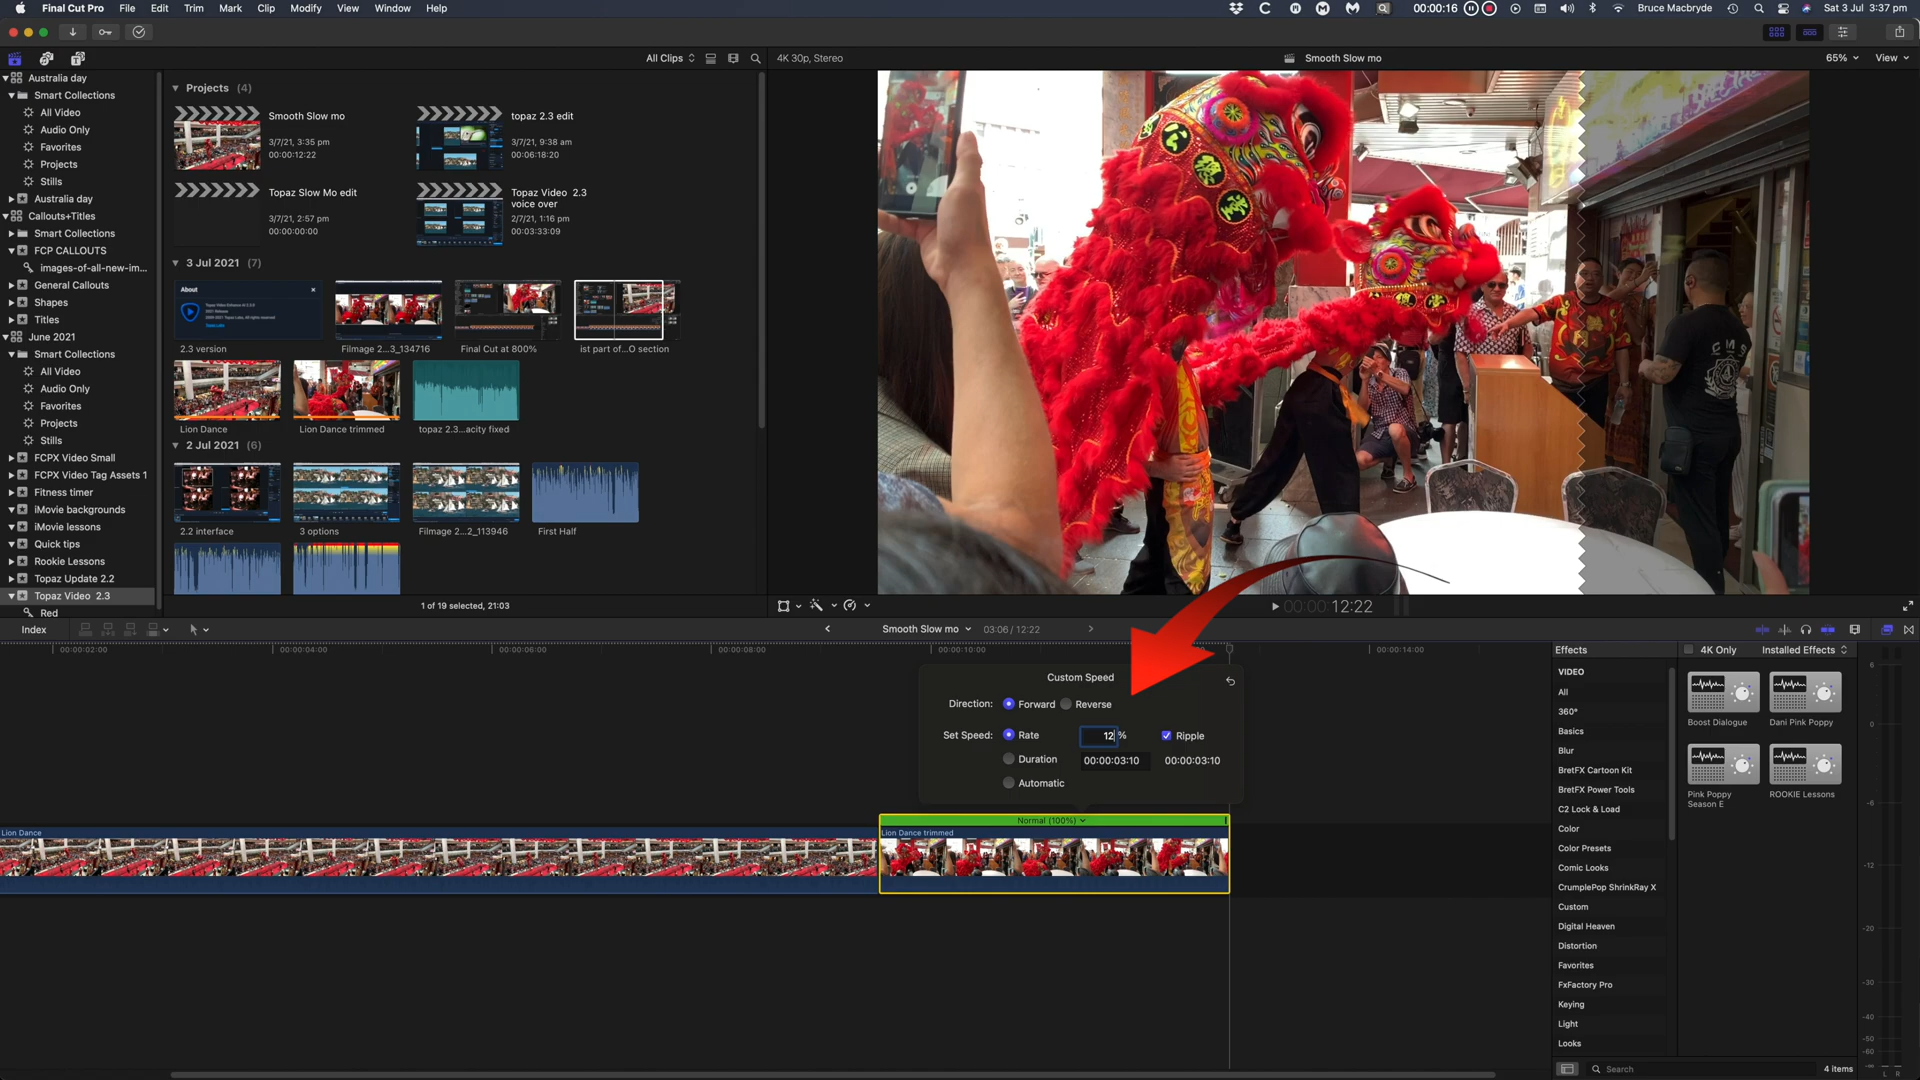 Final Cut Pro File Edit Trim Mark Clip Modify View Window Help
00:00:16
Bruce Macbryde
Sat 3 Jul 3:37 pm
All Clips
4K 30p, Stereo
Smooth Slow mo
65%
View
Australia day
Smart Collections
All Video
Audio Only
Favorites
Projects
Stills
Australia day
Callouts+Titles
Smart Collections
FCP CALLOUTS
images-of-all-new-im...
General Callouts
Shapes
Titles
June 2021
Smart Collections
All Video
Audio Only
Favorites
Projects
Stills
FCPX Video Small
FCPX Video Tag Assets 1
Fitness timer
iMovie backgrounds
iMovie lessons
Quick tips
Rookie Lessons
Topaz Update 2.2
Topaz Video 2.3
Red
Projects (4)
Smooth Slow mo
3/7/21, 3:35 pm
00:00:12:22
topaz 2.3 edit
3/7/21, 9:38 am
00:06:18:20
Topaz Slow Mo edit
3/7/21, 2:57 pm
00:00:00:00
Topaz Video 2.3
voice over
2/7/21, 1:16 pm
00:03:33:09
3 Jul 2021 (7)
About
2.3 version
Filmage 2...3_134716
Final Cut at 800%
ist part of...O section
Lion Dance
Lion Dance trimmed
topaz 2.3...acity fixed
2 Jul 2021 (6)
2.2 interface
3 options
Filmage 2...2_113946
First Half
1 of 19 selected, 21:03
00:00:12:22
Index
Smooth Slow mo
03:06 / 12:22
00:00:02:00
00:00:04:00
00:00:06:00
00:00:08:00
00:00:10:00
00:00:14:00
Custom Speed
Direction: Forward Reverse
Set Speed: Rate 12 % Ripple
Duration 00:00:03:10 00:00:03:10
Automatic
Normal (100%)
Lion Dance
Lion Dance trimmed
Effects
4K Only
Installed Effects
VIDEO
All
360°
Basics
Blur
BretFX Cartoon Kit
BretFX Power Tools
C2 Lock & Load
Color
Color Presets
Comic Looks
CrumplePop ShrinkRay X
Custom
Digital Heaven
Distortion
Favorites
FxFactory Pro
Keying
Light
Looks
Boost Dialogue
Dani Pink Poppy
Pink Poppy
Season E
ROOKIE Lessons
Search
4 items
6
0
-6
-12
-20
-30
-40
-50
-60
-∞
L R